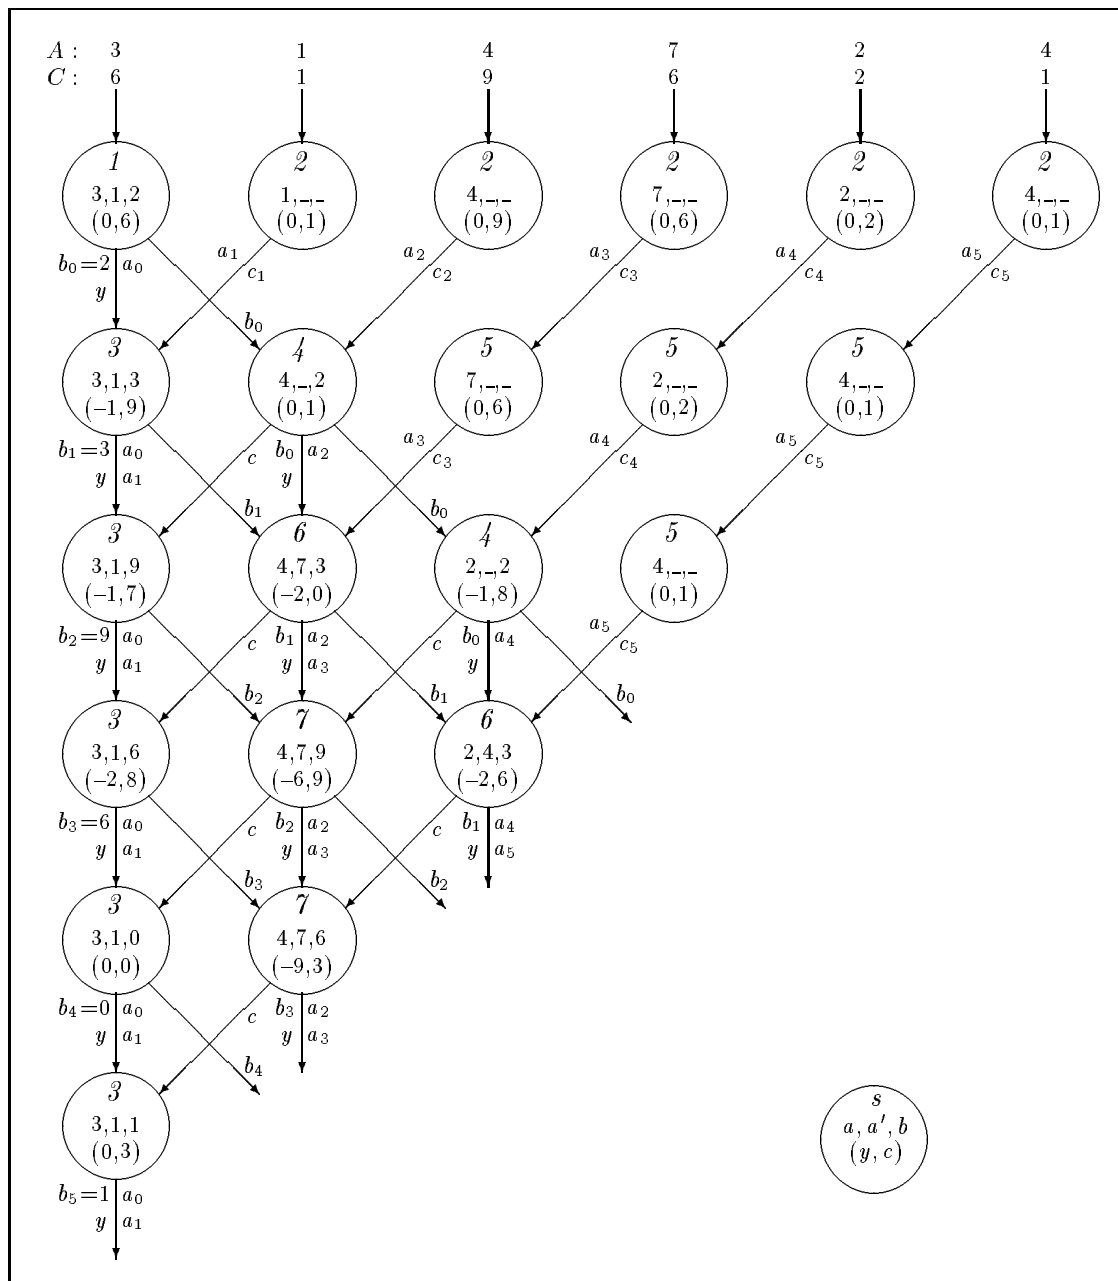 A : 3 1 4 7 2 4
C : 6 1 9 6 2 1
1 2 2 2 2 2
3,1,2 1,_,_ 4,_,_ 7,_,_ 2,_,_ 4,_,_
(0,6) (0,1) (0,9) (0,6) (0,2) (0,1)
b₀=2 a₀ a₁ c₁ a₂ c₂ a₃ c₃ a₄ c₄ a₅ c₅
y b₀
3 4 5 5 5
3,1,3 4,_,2 7,_,_ 2,_,_ 4,_,_
(−1,9) (0,1) (0,6) (0,2) (0,1)
b₁=3 a₀ c b₀ a₂ a₃ c₃ a₄ c₄ a₅ c₅
y a₁ b₁ y b₀
3 6 4 5
3,1,9 4,7,3 2,_,2 4,_,_
(−1,7) (−2,0) (−1,8) (0,1)
b₂=9 a₀ c b₁ a₂ c b₀ a₄ a₅ c₅
y a₁ b₂ y a₃ b₁ y b₀
3 7 6
3,1,6 4,7,9 2,4,3
(−2,8) (−6,9) (−2,6)
b₃=6 a₀ c b₂ a₂ c b₁ a₄
y a₁ b₃ y a₃ b₂ y a₅
3 7
3,1,0 4,7,6
(0,0) (−9,3)
b₄=0 a₀ c b₃ a₂
y a₁ b₄ y a₃
3 s
3,1,1 a, a′, b
(0,3) (y, c)
b₅=1 a₀
y a₁